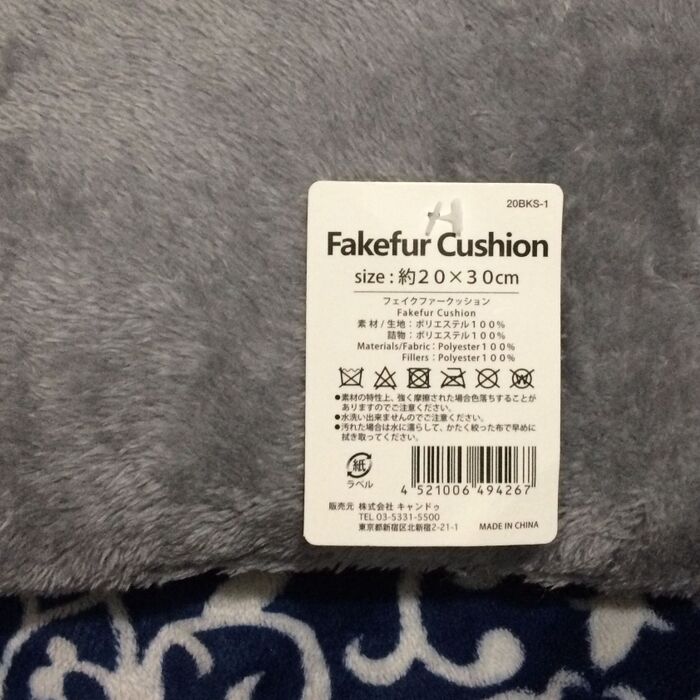 20BKS-1
Fakefur Cushion
size : 約20×30cm
フェイクファークッション
Fakefur Cushion
素材/生地：ポリエステル100%
詰物：ポリエステル100%
Materials/Fabric：Polyester100%
Fillers：Polyester100%
●素材の特性上、強く摩擦された場合色落ちすることが
ありますのでご注意ください。
●水洗い出来ませんのでご注意ください。
●汚れた場合は水に濡らして、かたく絞った布で早めに
拭き取ってください。
紙
ラベル
4 521006 494267
販売元 株式会社 キャンドゥ
TEL 03-5331-5500
東京都新宿区北新宿2-21-1
MADE IN CHINA